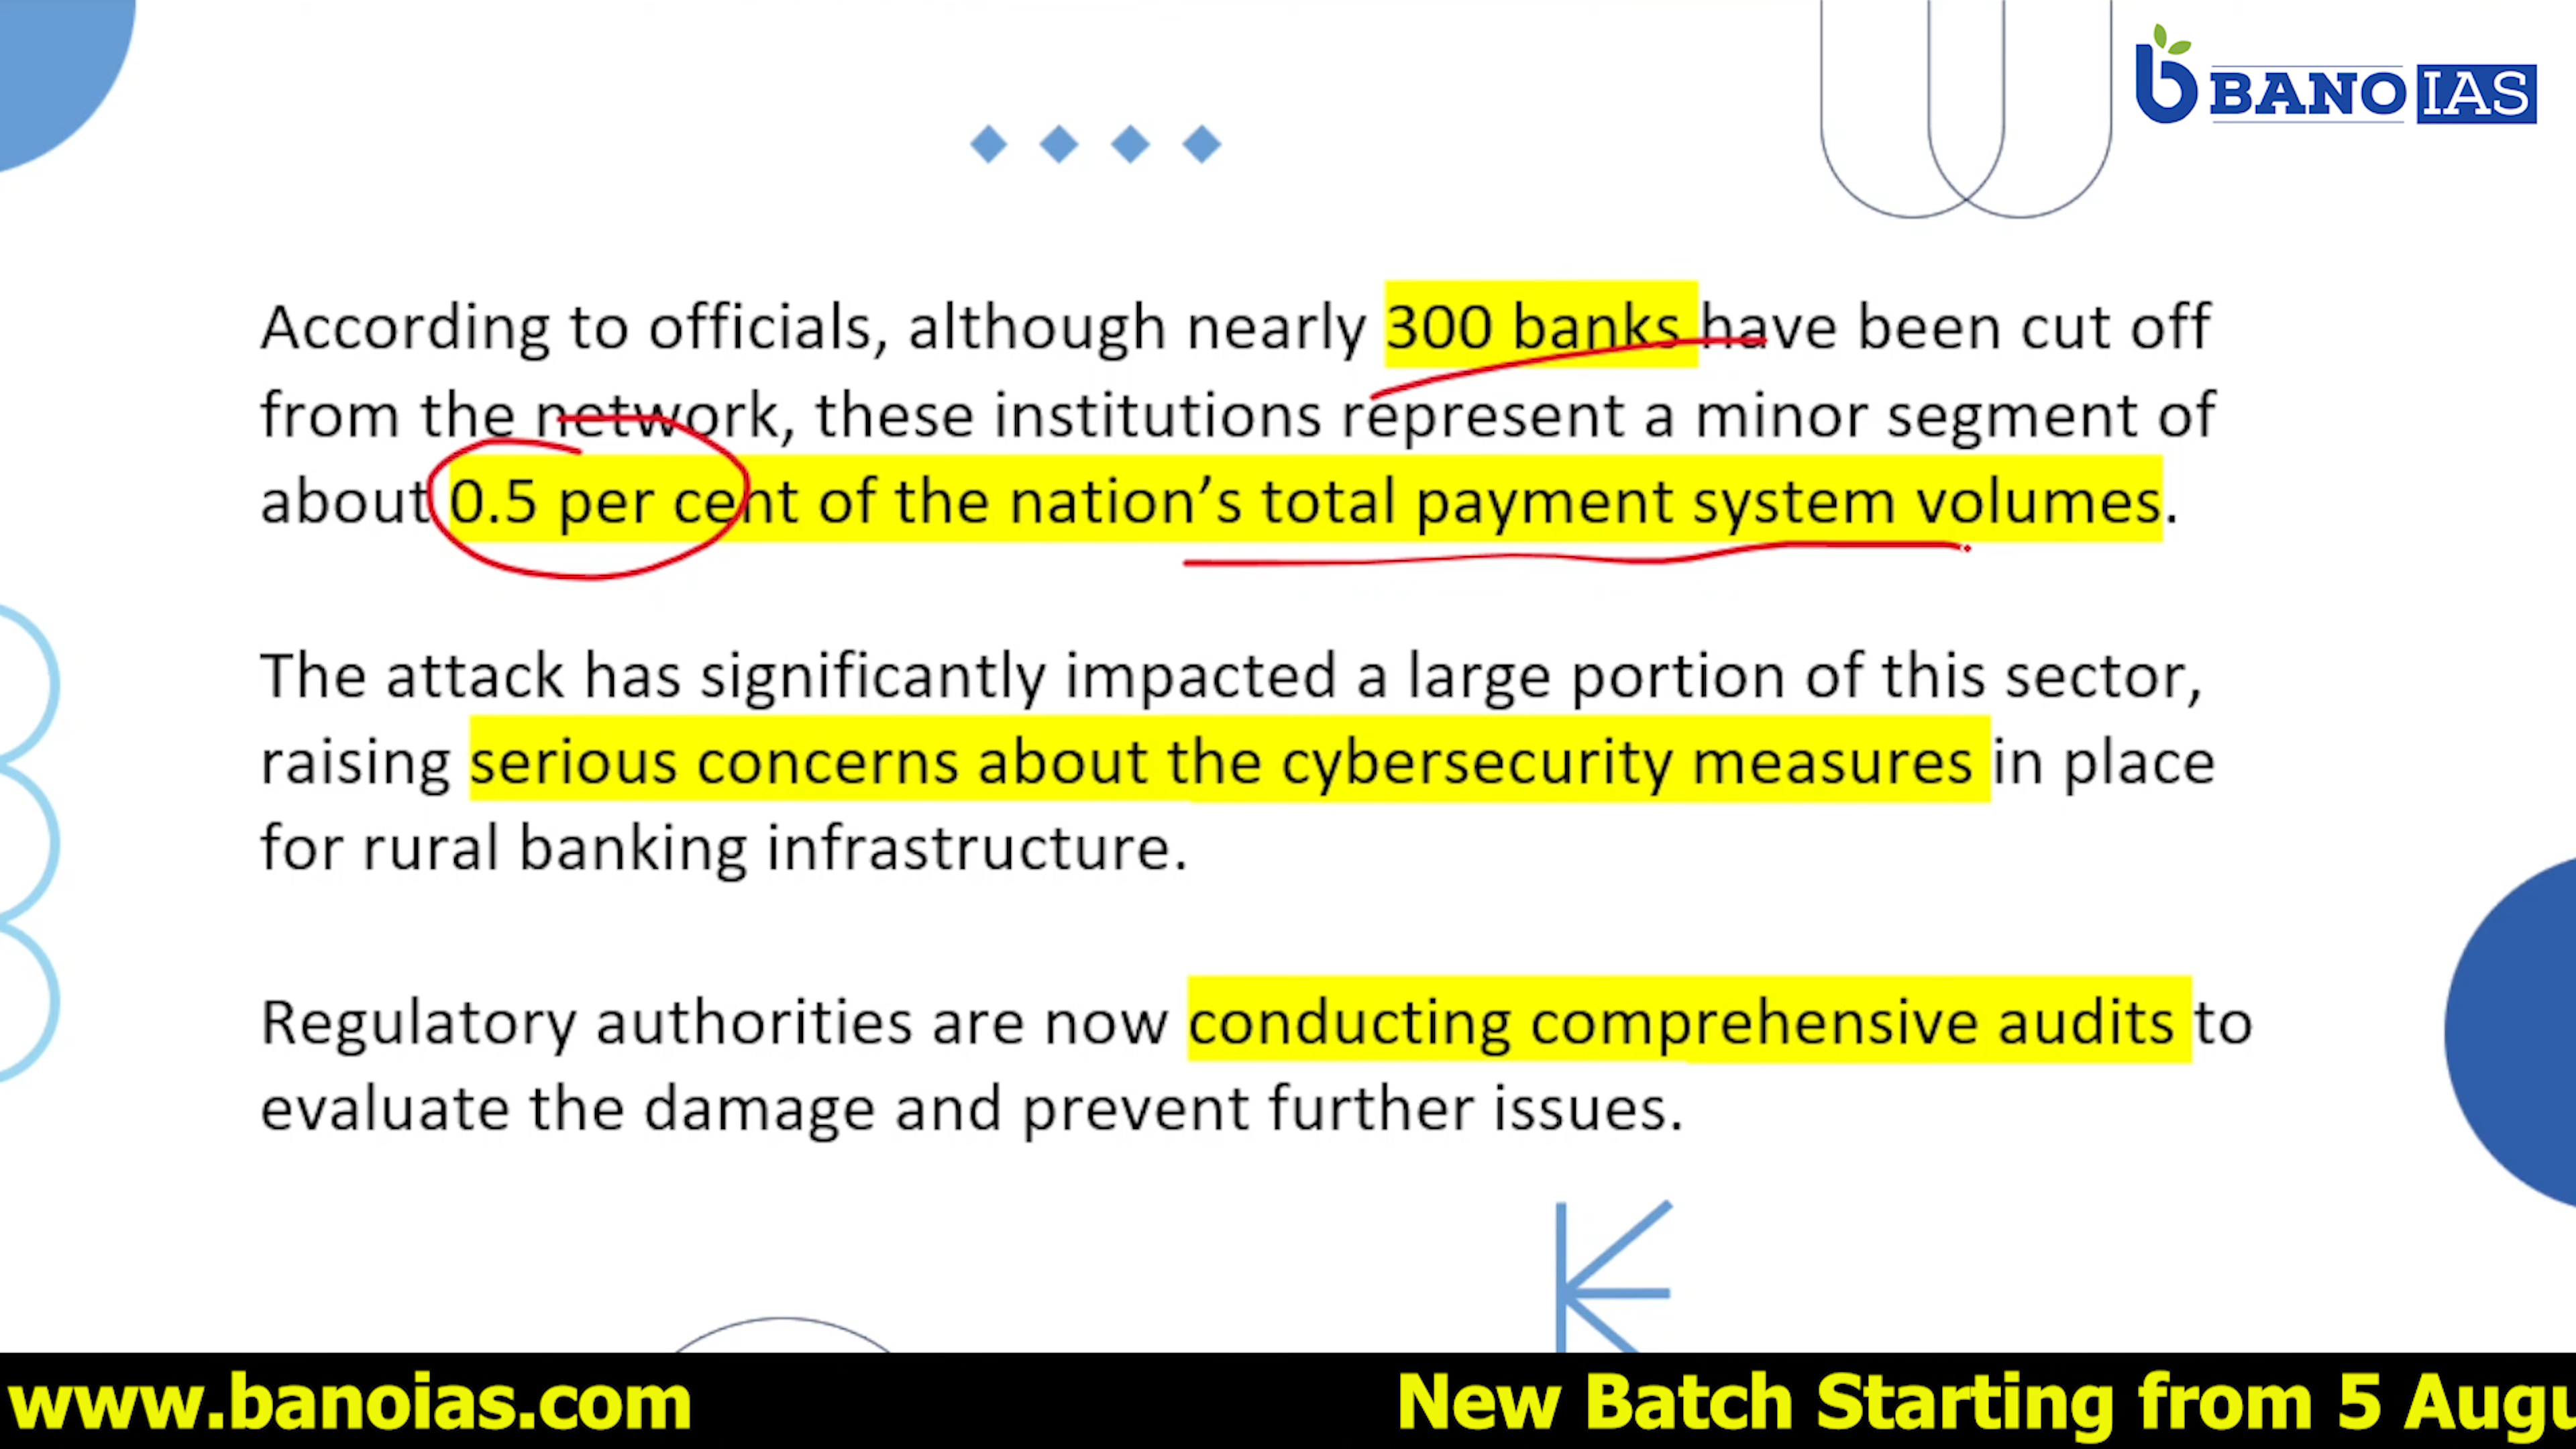 BANO IAS
According to officials, although nearly 300 banks have been cut off
from the network, these institutions represent a minor segment of
about 0.5 per cent of the nation’s total payment system volumes.
The attack has significantly impacted a large portion of this sector,
raising serious concerns about the cybersecurity measures in place
for rural banking infrastructure.
Regulatory authorities are now conducting comprehensive audits to
evaluate the damage and prevent further issues.
www.banoias.com New Batch Starting from 5 Augu